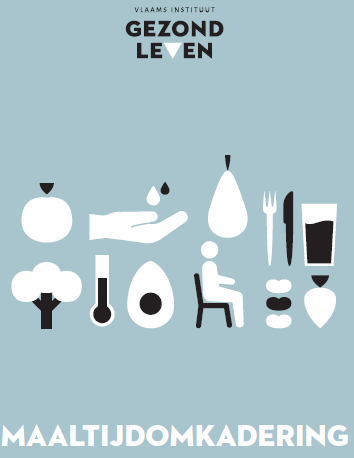 VLAAMS INSTITUUT
GEZOND
LEVEN
MAALTIJDOMKADERING